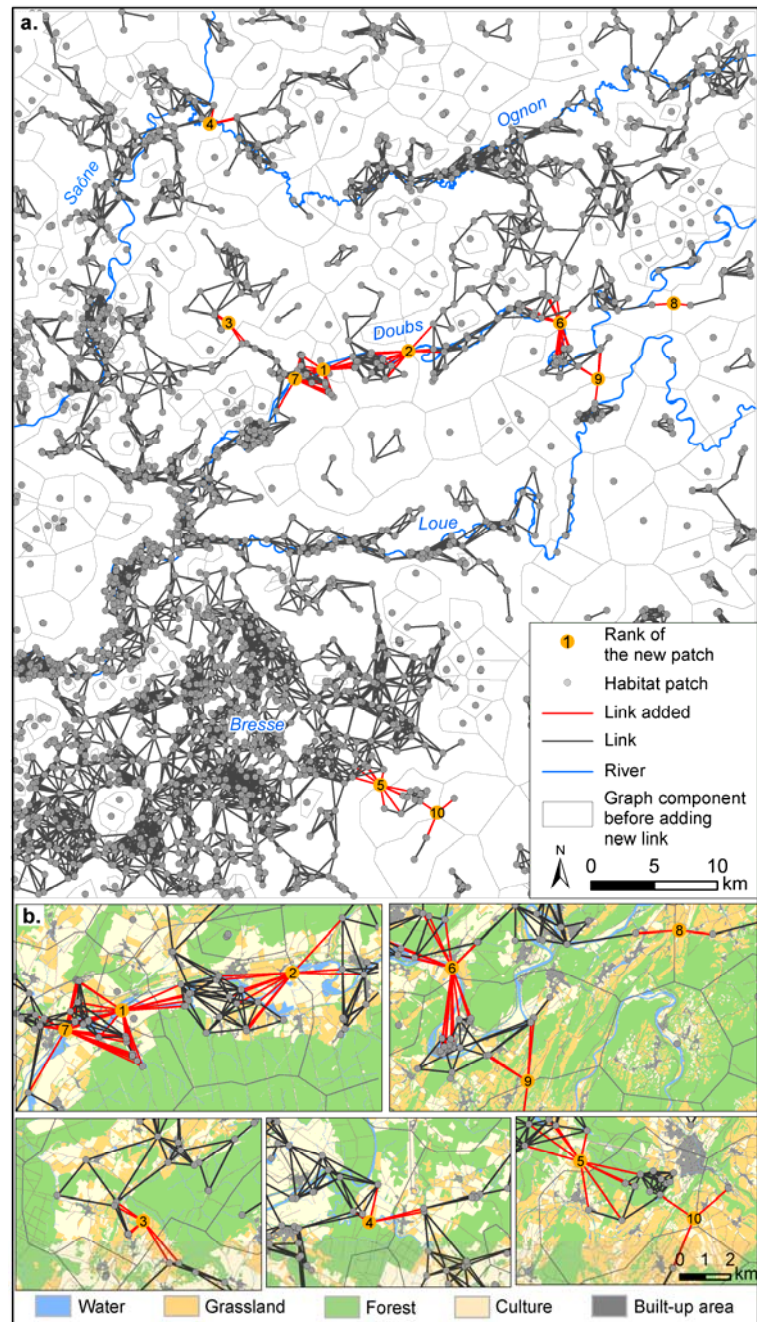 a.
4
Ognon
Saône
3
Doubs
6
8
2
1
7
9
Loue
Bresse
5
10
1 Rank of
the new patch
Habitat patch
Link added
Link
River
Graph component
before adding
new link
N
0 5 10
km
b.
2
1
7
8
6
9
3
4
5
10
0 1 2
km
Water Grassland Forest Culture Built-up area